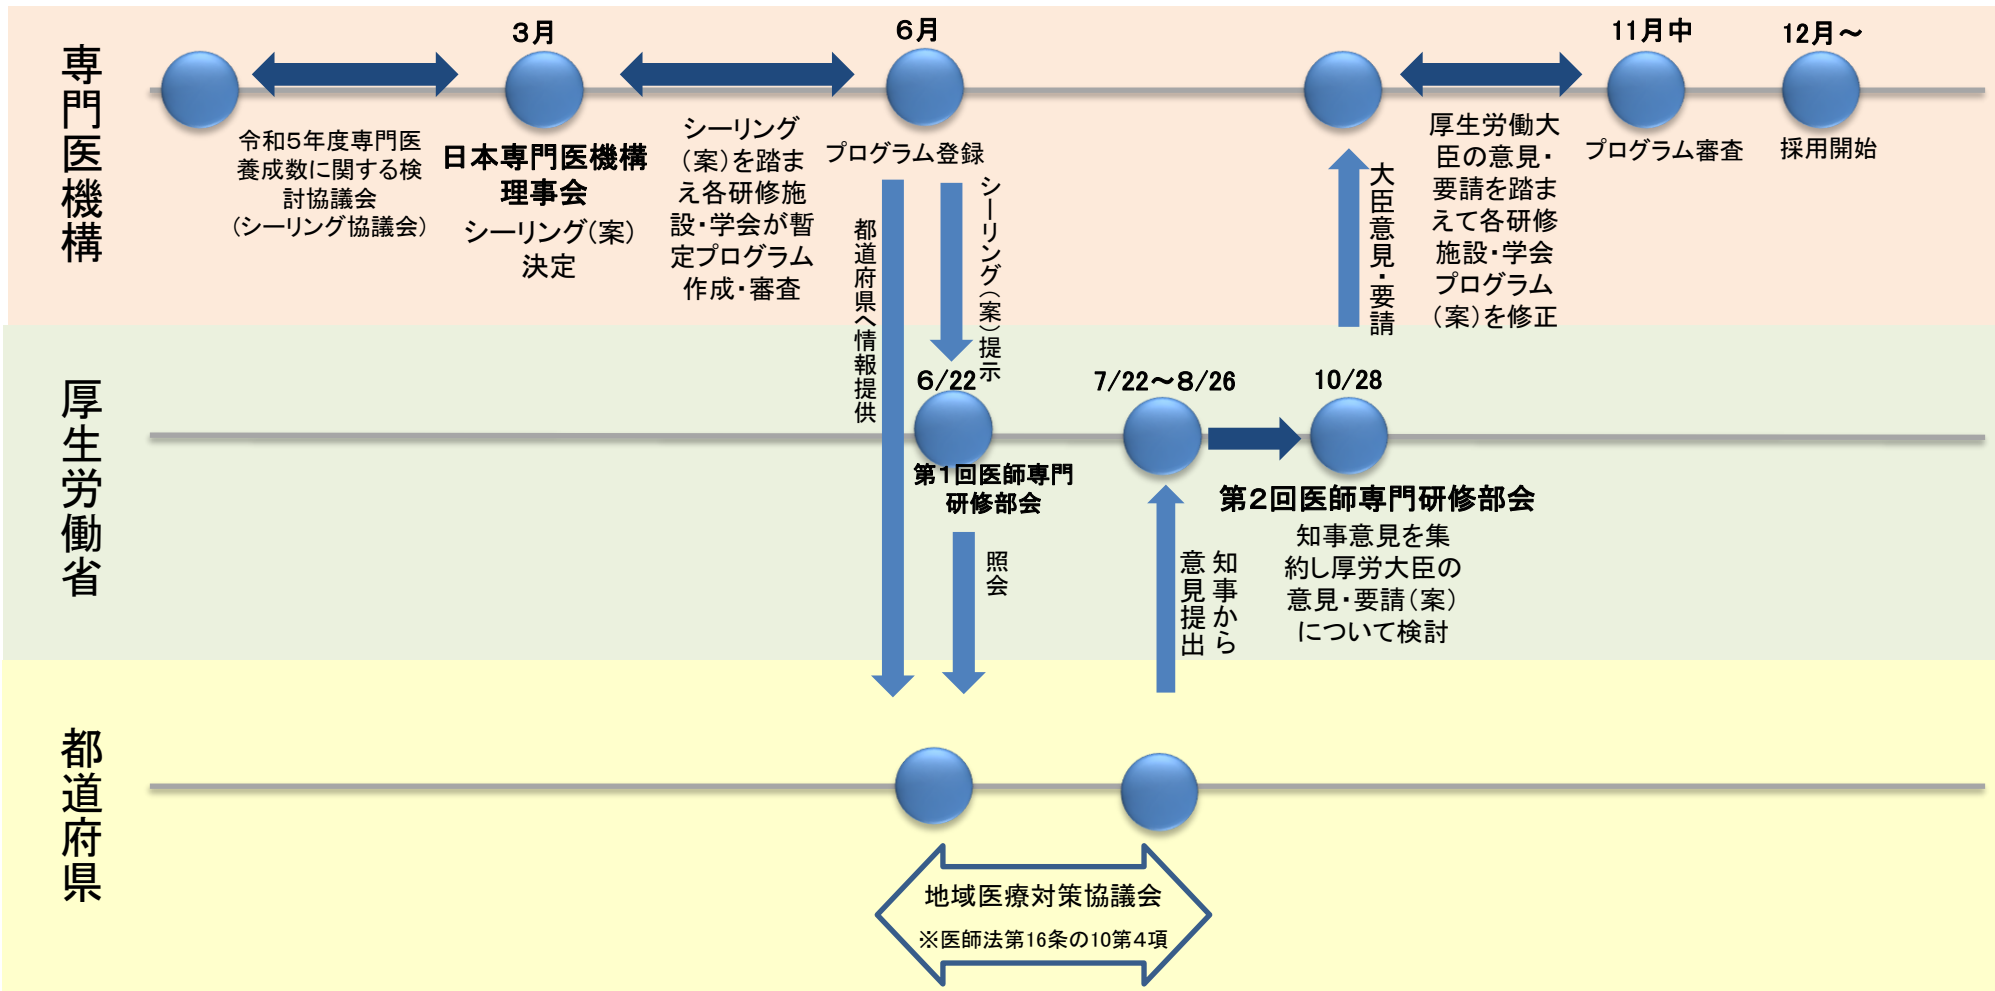 専門医機構
3月
6月
11月中
12月～
令和5年度専門医
養成数に関する検
討協議会
(シーリング協議会)
日本専門医機構
理事会
シーリング(案)
決定
シーリング
(案)を踏ま
え各研修施
設・学会が暫
定プログラム
作成・審査
プログラム登録
都道府県へ情報提供
シーリング(案)提示
大臣意見・要請
厚生労働大
臣の意見・
要請を踏ま
えて各研修
施設・学会
プログラム
(案)を修正
プログラム審査
採用開始
厚生労働省
6/22
7/22～8/26
10/28
第1回医師専門
研修部会
照会
知事から
意見提出
第2回医師専門研修部会
知事意見を集
約し厚労大臣の
意見・要請(案)
について検討
都道府県
地域医療対策協議会
※医師法第16条の10第4項